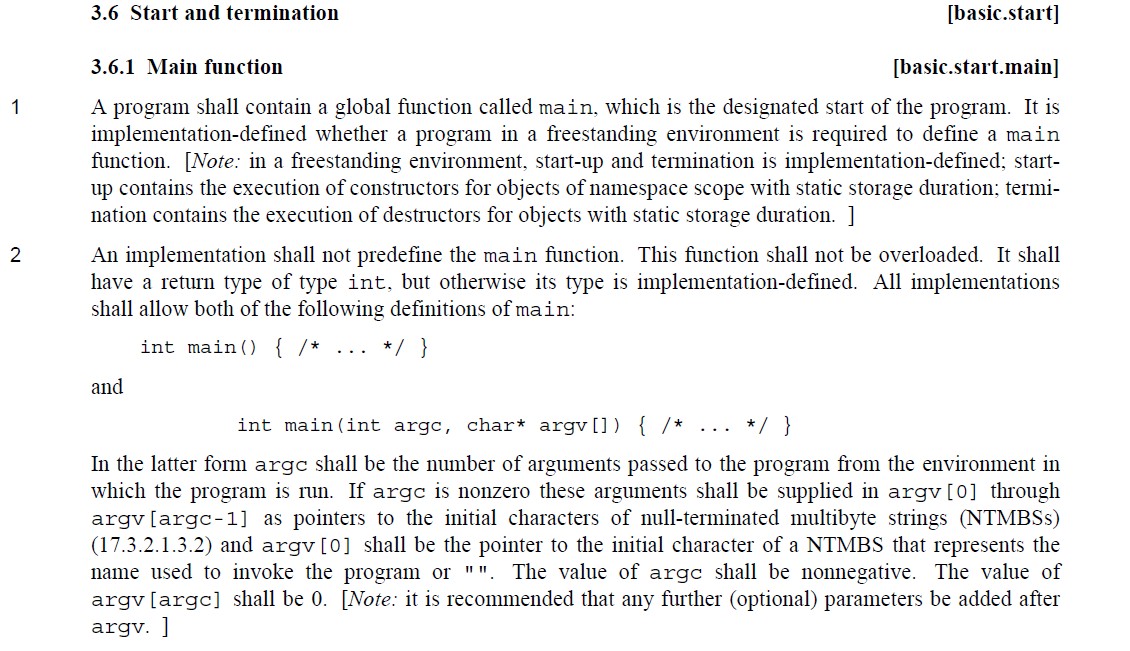 3.6 Start and termination [basic.start]
3.6.1 Main function [basic.start.main]
1 A program shall contain a global function called main, which is the designated start of the program. It is
implementation-defined whether a program in a freestanding environment is required to define a main
function. [Note: in a freestanding environment, start-up and termination is implementation-defined; start-
up contains the execution of constructors for objects of namespace scope with static storage duration; termi-
nation contains the execution of destructors for objects with static storage duration. ]
2 An implementation shall not predefine the main function. This function shall not be overloaded. It shall
have a return type of type int, but otherwise its type is implementation-defined. All implementations
shall allow both of the following definitions of main:
int main() { /* ... */ }
and
int main(int argc, char* argv[]) { /* ... */ }
In the latter form argc shall be the number of arguments passed to the program from the environment in
which the program is run. If argc is nonzero these arguments shall be supplied in argv[0] through
argv[argc-1] as pointers to the initial characters of null-terminated multibyte strings (NTMBSs)
(17.3.2.1.3.2) and argv[0] shall be the pointer to the initial character of a NTMBS that represents the
name used to invoke the program or "". The value of argc shall be nonnegative. The value of
argv[argc] shall be 0. [Note: it is recommended that any further (optional) parameters be added after
argv. ]